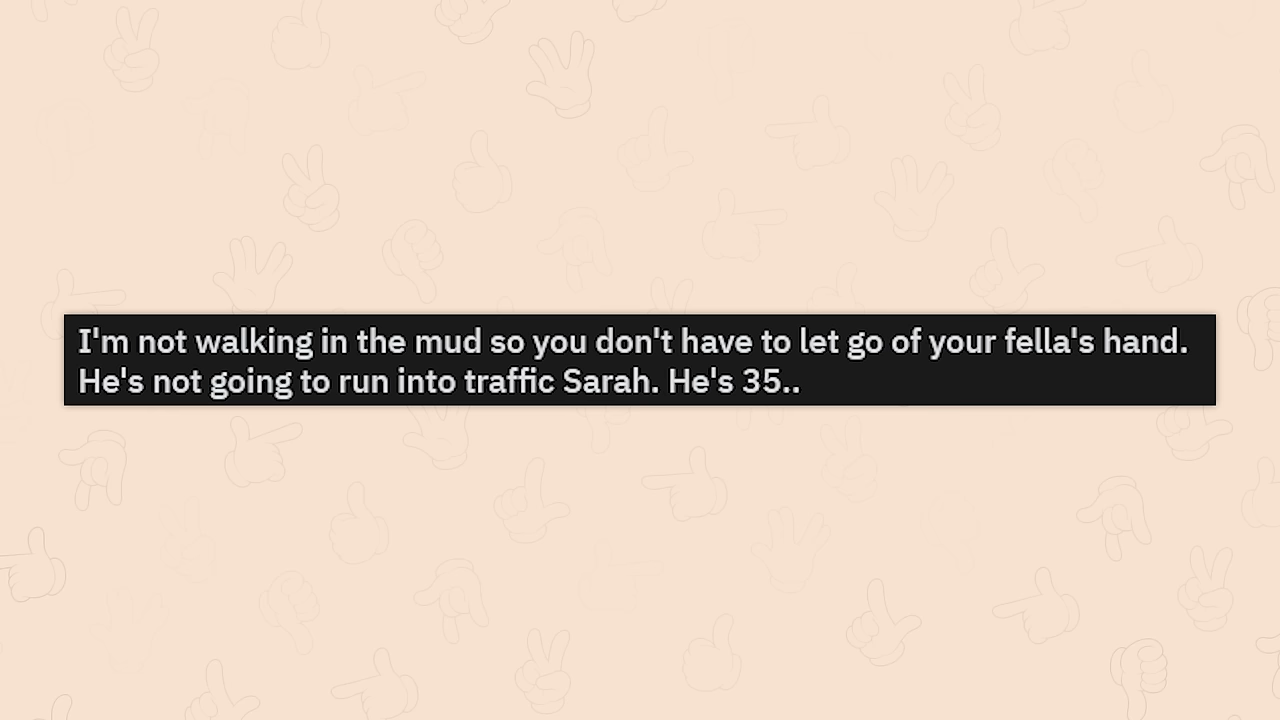 I'm not walking in the mud so you don't have to let go of your fella's hand.
He's not going to run into traffic Sarah. He's 35..